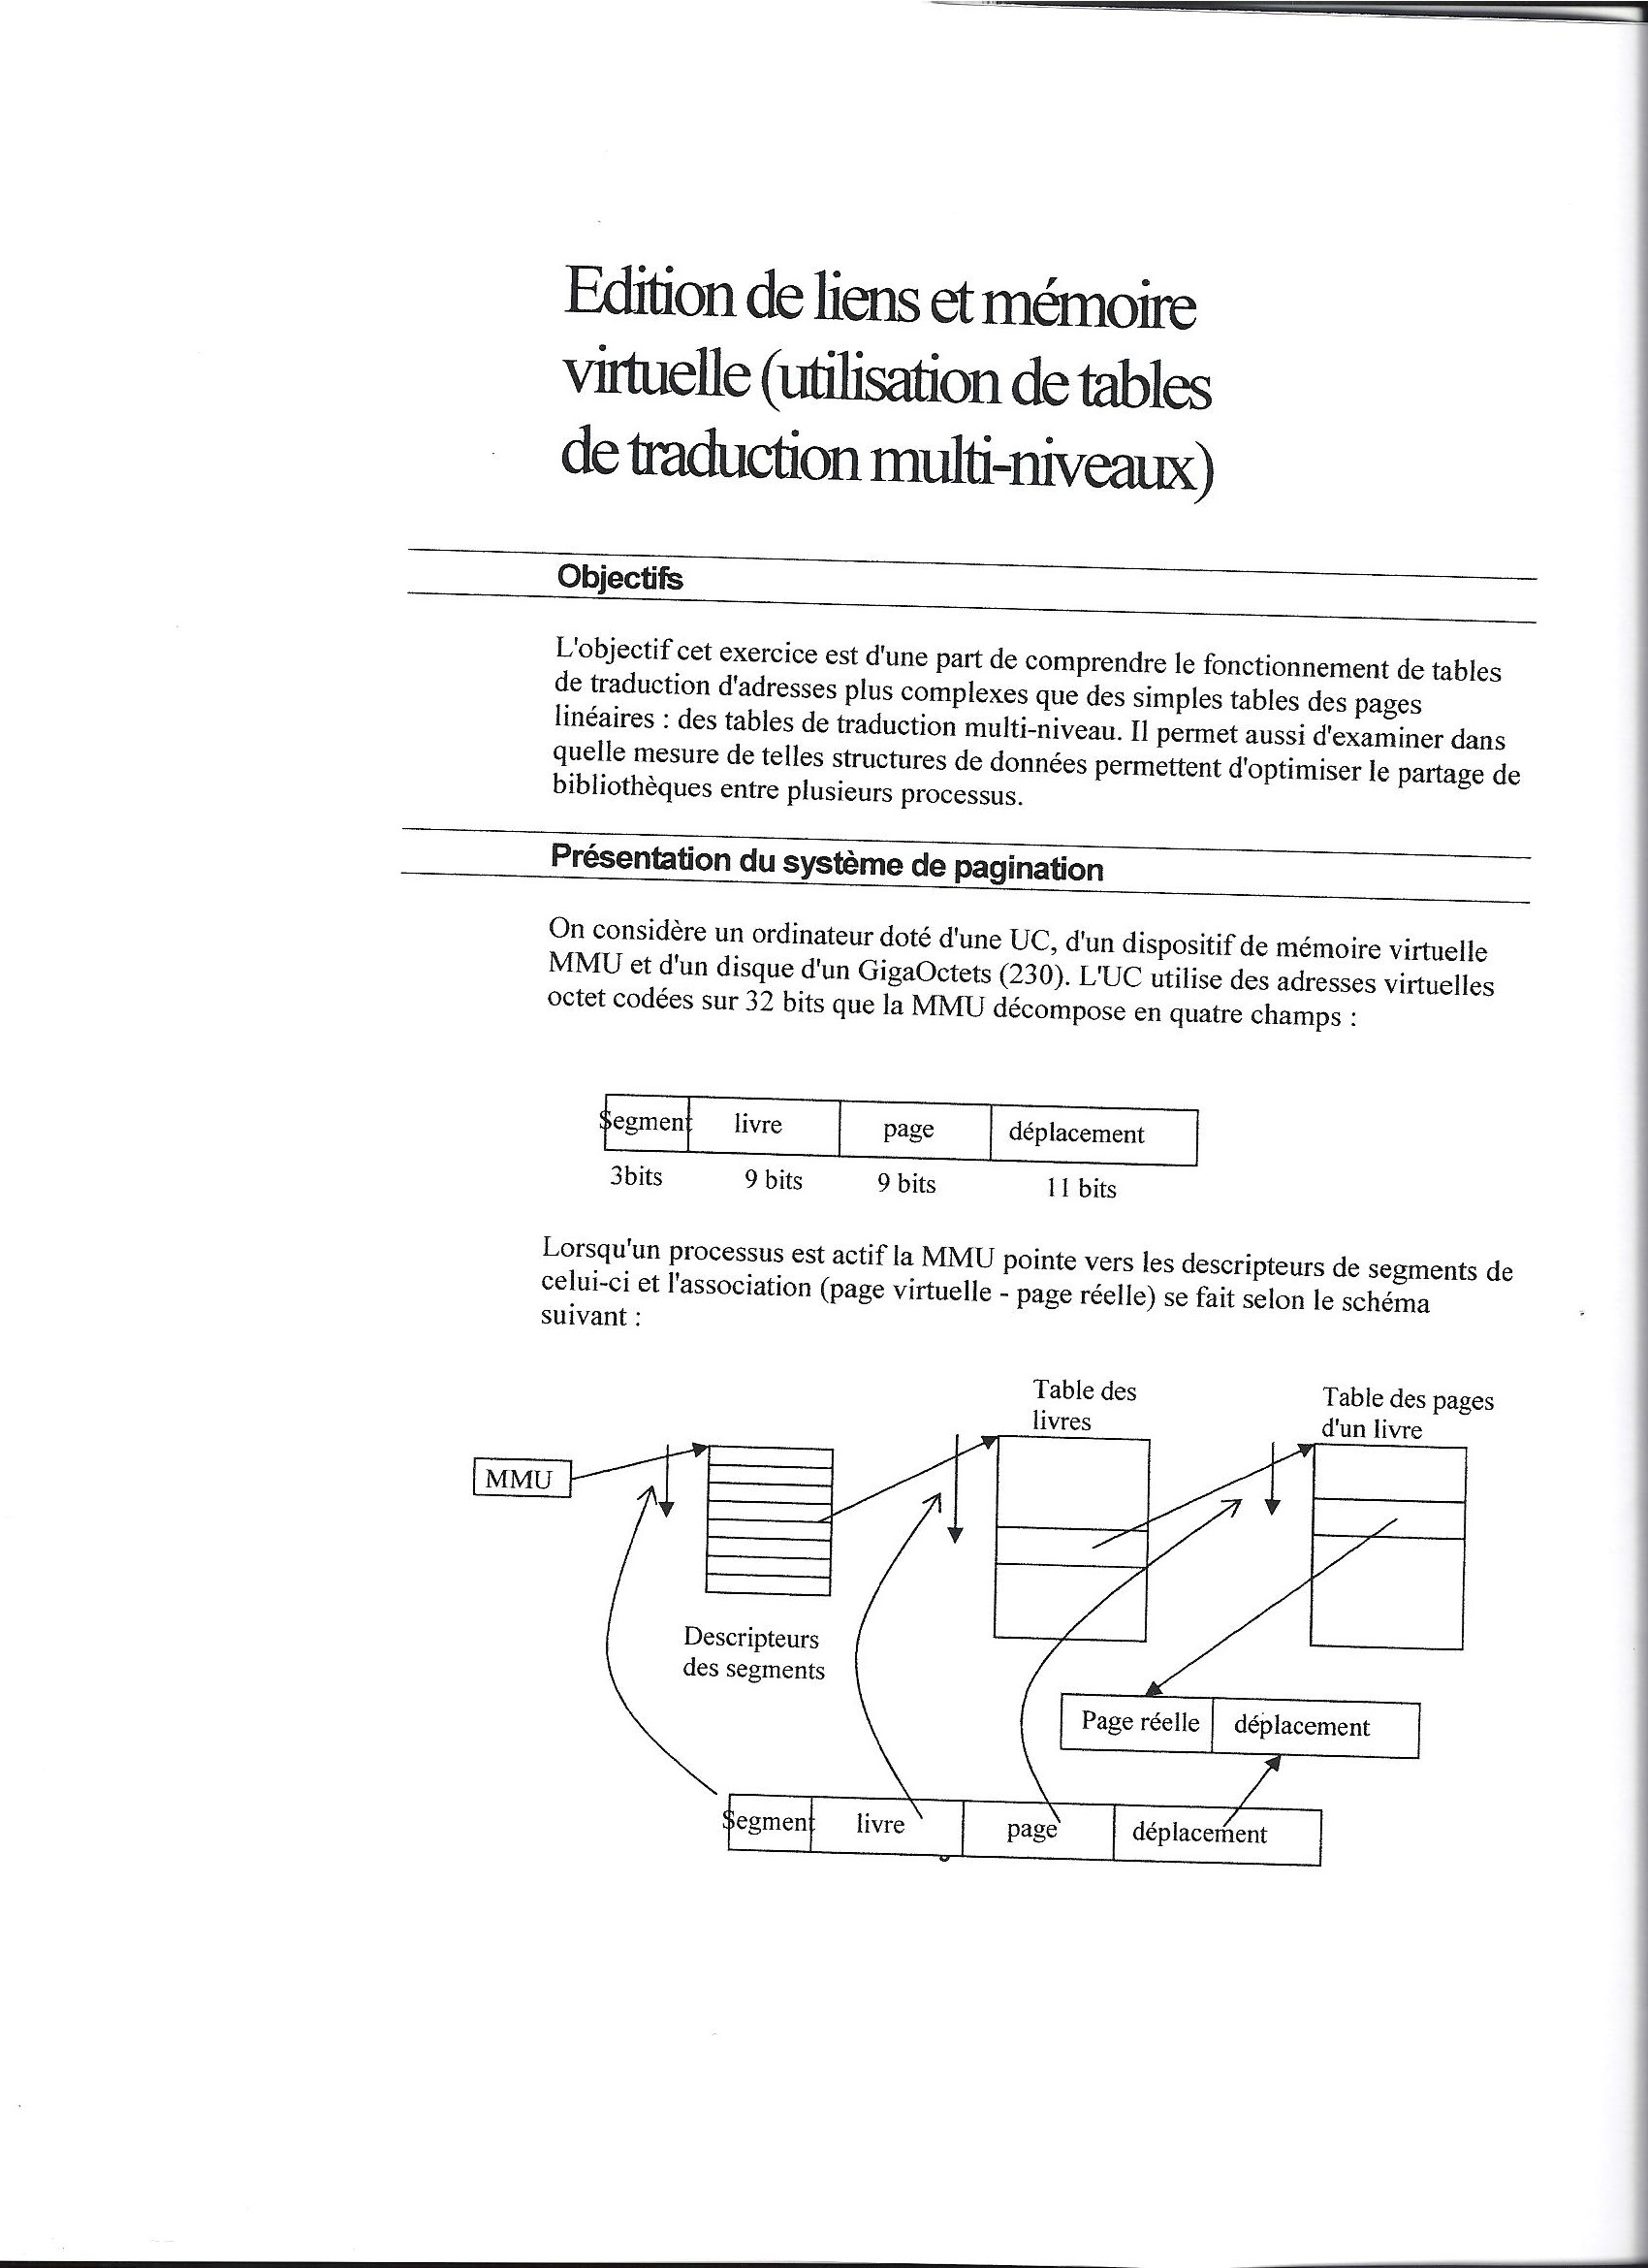 Edition de liens et mémoire
virtuelle (utilisation de tables
de traduction multi-niveaux)
Objectifs
L'objectif cet exercice est d'une part de comprendre le fonctionnement de tables
de traduction d'adresses plus complexes que des simples tables des pages
linéaires : des tables de traduction multi-niveau. Il permet aussi d'examiner dans
quelle mesure de telles structures de données permettent d'optimiser le partage de
bibliothèques entre plusieurs processus.
Présentation du système de pagination
On considère un ordinateur doté d'une UC, d'un dispositif de mémoire virtuelle
MMU et d'un disque d'un GigaOctets (230). L'UC utilise des adresses virtuelles
octet codées sur 32 bits que la MMU décompose en quatre champs :
Segment livre page déplacement
3bits 9 bits 9 bits 11 bits
Lorsqu'un processus est actif la MMU pointe vers les descripteurs de segments de
celui-ci et l'association (page virtuelle - page réelle) se fait selon le schéma
suivant :
Table des
livres
Table des pages
d'un livre
MMU
Descripteurs
des segments
Page réelle déplacement
Segment livre page déplacement